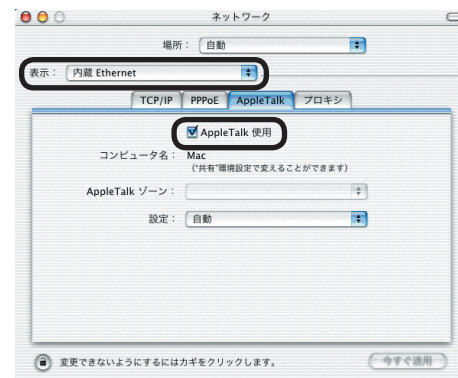 ネットワーク
場所： 自動
表示： 内蔵 Ethernet
TCP/IP PPPoE AppleTalk プロキシ
AppleTalk 使用
コンピュータ名： Mac
（"共有"環境設定で変えることができます）
AppleTalk ゾーン：
設定： 自動
変更できないようにするにはカギをクリックします。 今すぐ適用